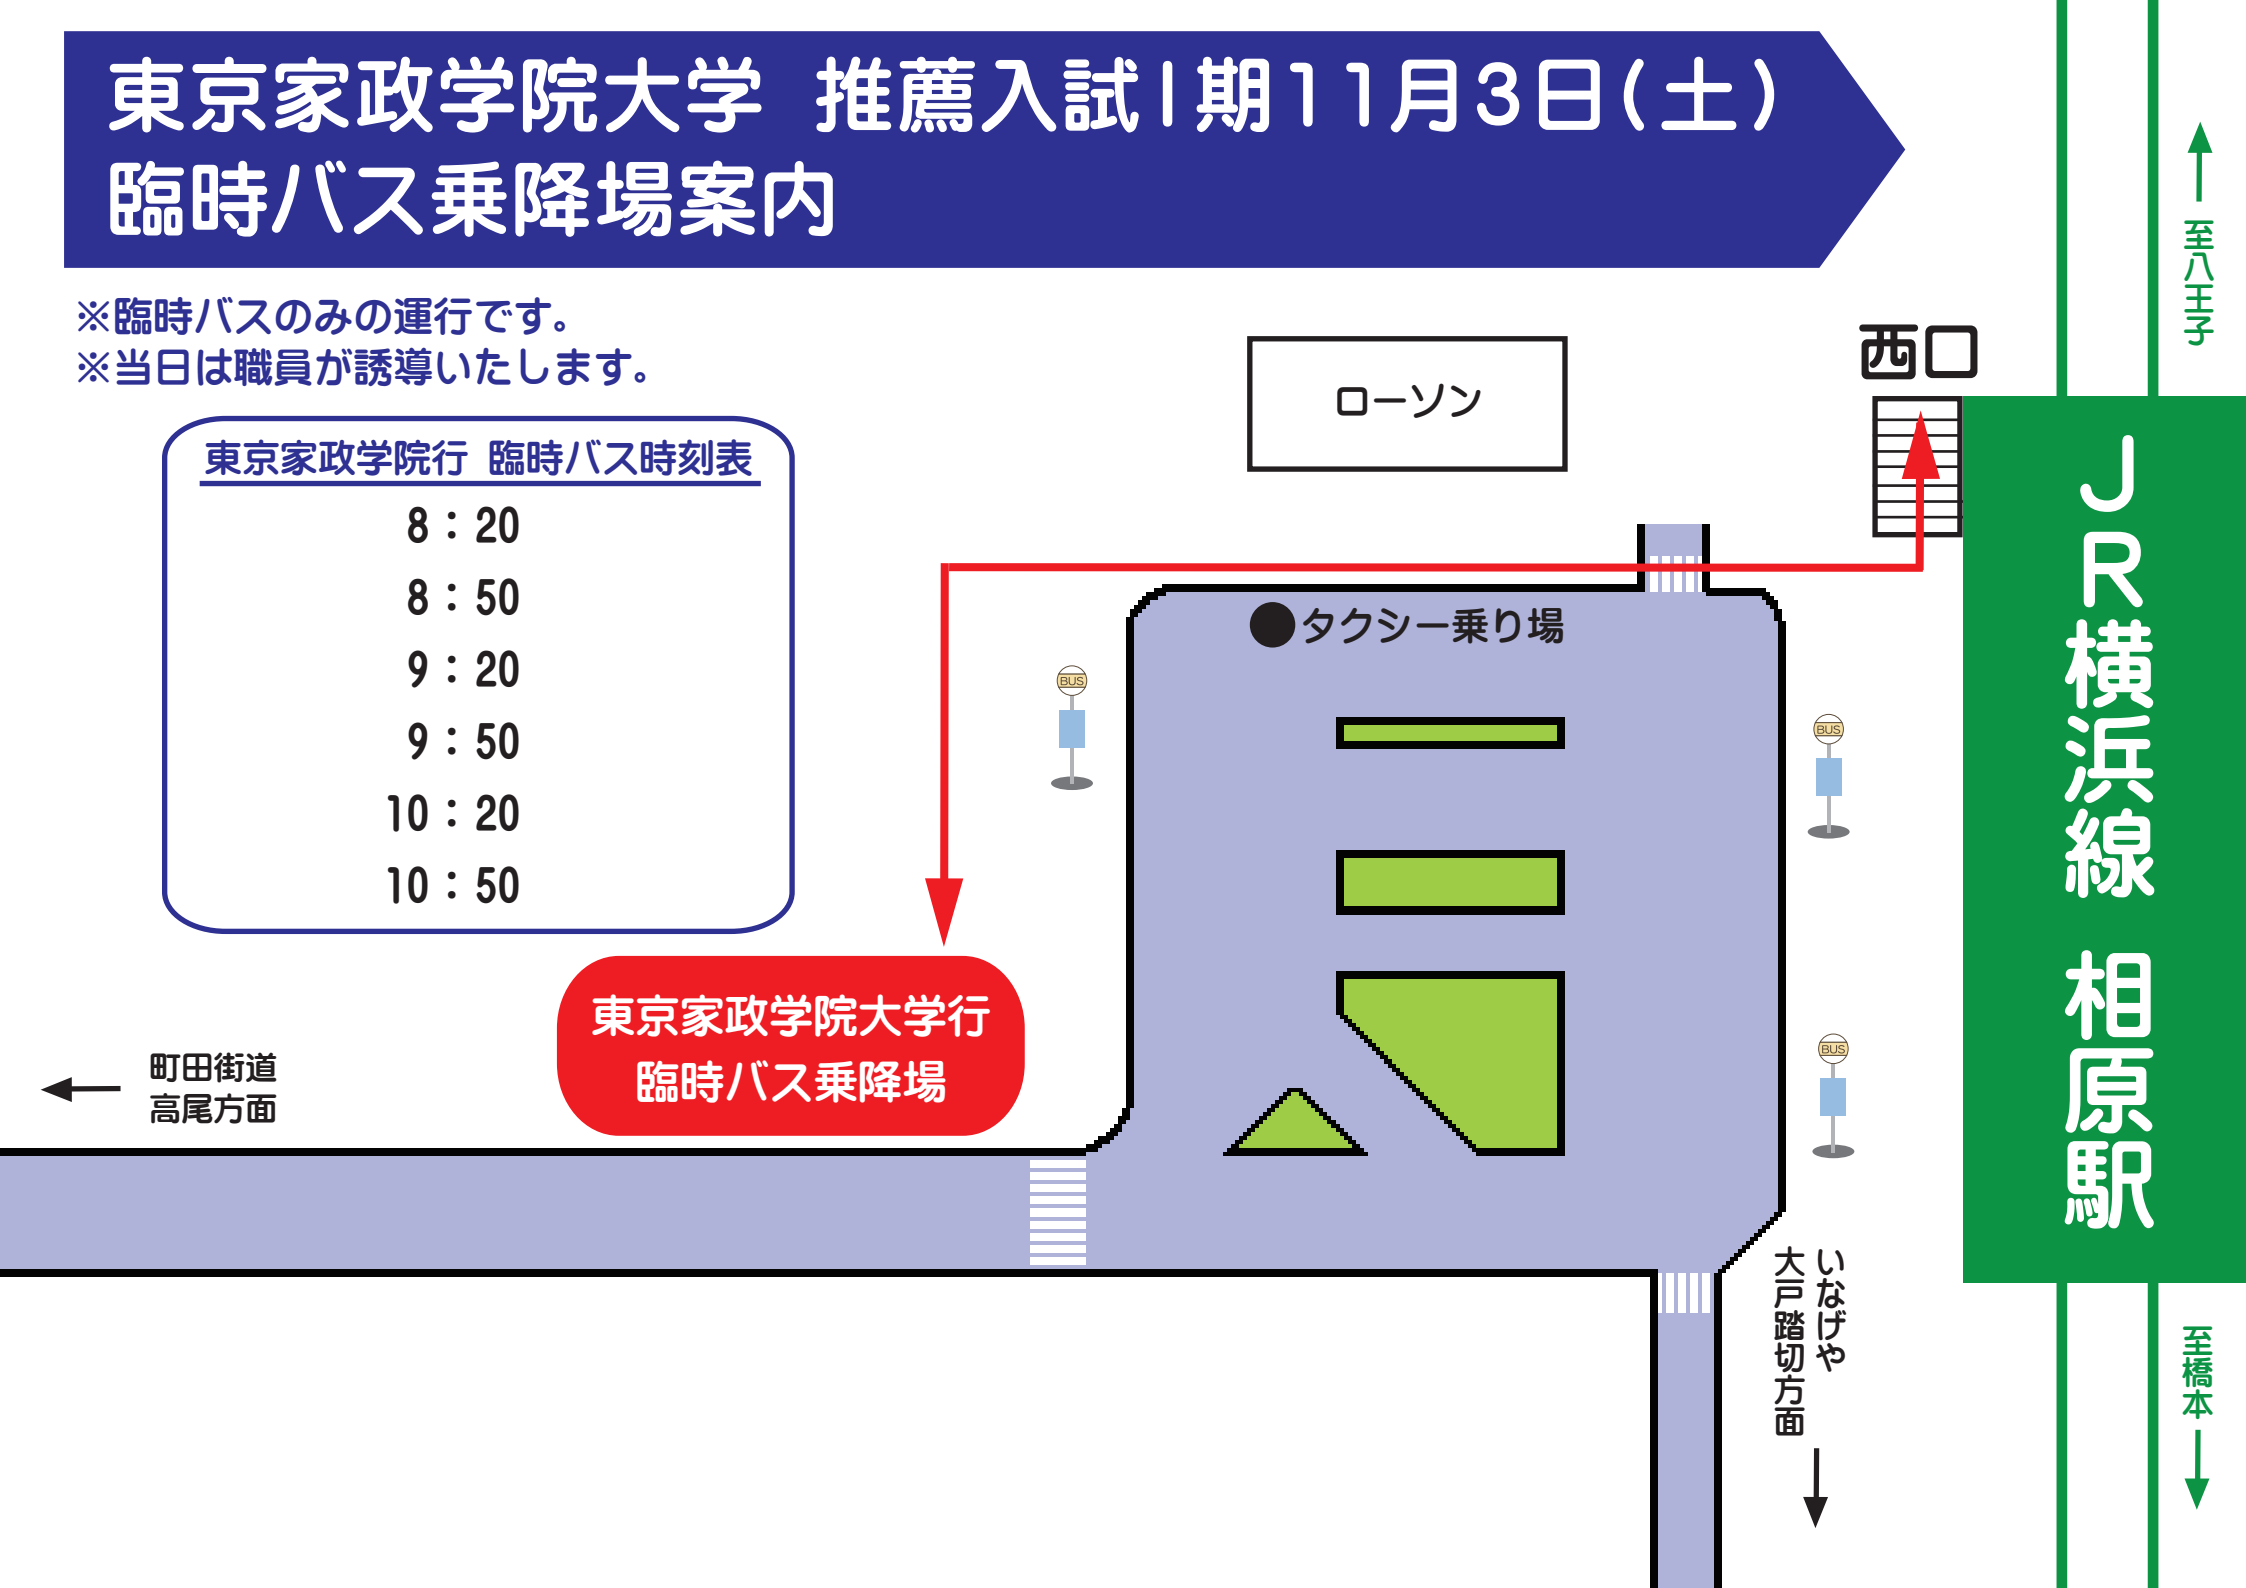 東京家政学院大学 推薦入試Ⅰ期11月3日(土)
臨時バス乗降場案内
※臨時バスのみの運行です。
※当日は職員が誘導いたします。
東京家政学院行 臨時バス時刻表
8：20
8：50
9：20
9：50
10：20
10：50
ローソン
西口
至八王子
JR横浜線 相原駅
●タクシー乗り場
BUS
BUS
BUS
東京家政学院大学行
臨時バス乗降場
町田街道
高尾方面
いなげや
大戸踏切方面
至橋本